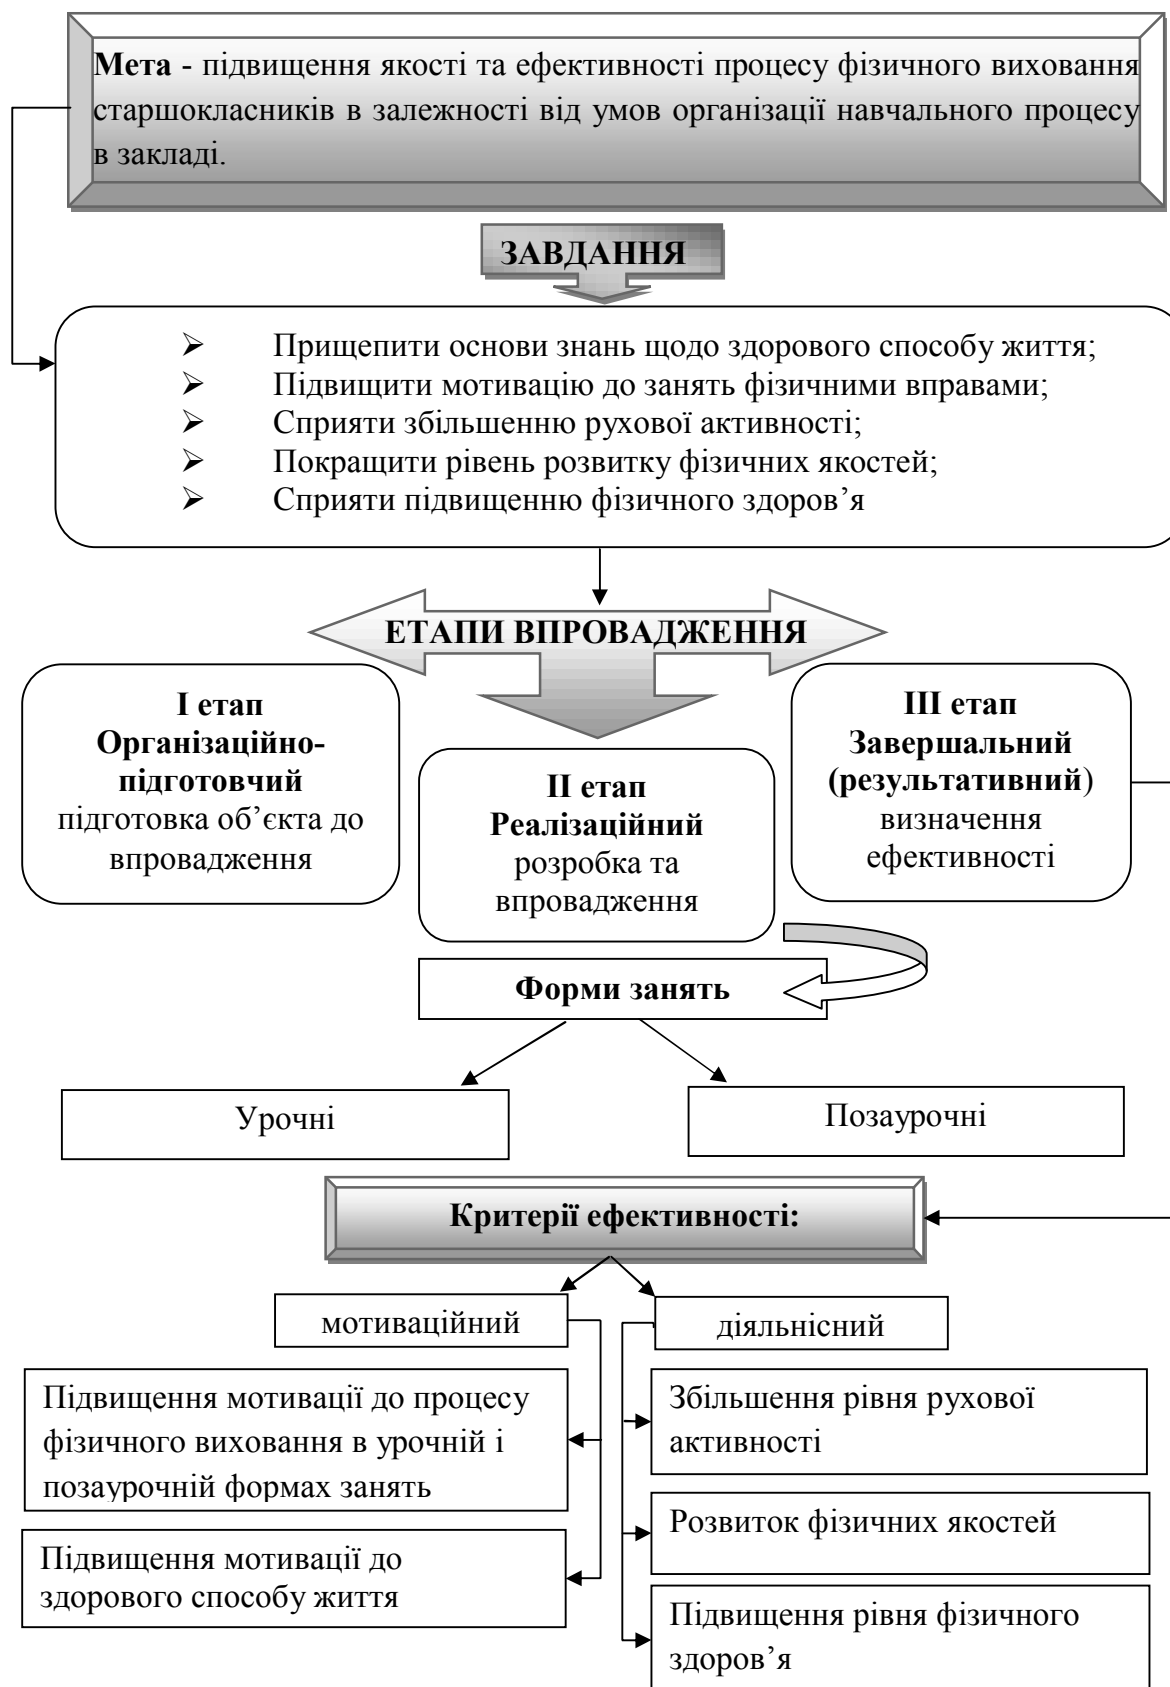 Мета - підвищення якості та ефективності процесу фізичного виховання
старшокласників в залежності від умов організації навчального процесу
в закладі.
ЗАВДАННЯ
Прищепити основи знань щодо здорового способу життя;
Підвищити мотивацію до занять фізичними вправами;
Сприяти збільшенню рухової активності;
Покращити рівень розвитку фізичних якостей;
Сприяти підвищенню фізичного здоров’я
ЕТАПИ ВПРОВАДЖЕННЯ
І етап
Організаційно-
підготовчий
підготовка об’єкта до
впровадження
ІІ етап
Реалізаційний
розробка та
впровадження
ІІІ етап
Завершальний
(результативний)
визначення
ефективності
Форми занять
Урочні
Позаурочні
Критерії ефективності:
мотиваційний
діяльнісний
Підвищення мотивації до процесу
фізичного виховання в урочній і
позаурочній формах занять
Підвищення мотивації до
здорового способу життя
Збільшення рівня рухової
активності
Розвиток фізичних якостей
Підвищення рівня фізичного
здоров’я